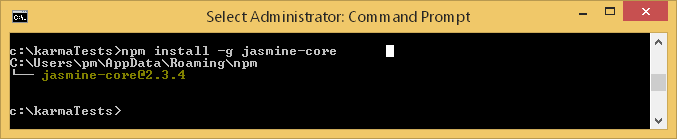 Select Administrator: Command Prompt
c:\karmaTests>npm install -g jasmine-core
C:\Users\pm\AppData\Roaming\npm
└── jasmine-core@2.3.4
c:\karmaTests>